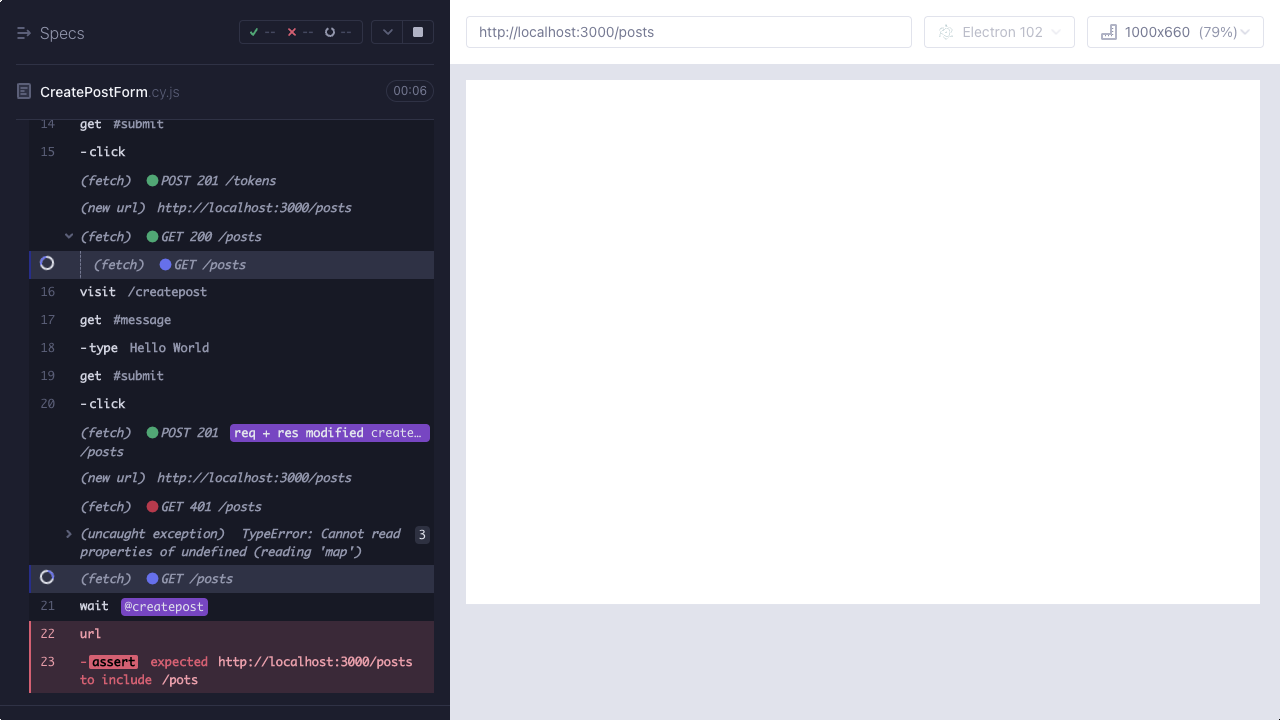 Specs
-- -- --
CreatePostForm.cy.js 00:06
14 get #submit
15 -click
(fetch) POST 201 /tokens
(new url) http://localhost:3000/posts
(fetch) GET 200 /posts
(fetch) GET /posts
16 visit /createpost
17 get #message
18 -type Hello World
19 get #submit
20 -click
(fetch) POST 201 req + res modified create…
/posts
(new url) http://localhost:3000/posts
(fetch) GET 401 /posts
(uncaught exception) TypeError: Cannot read 3
properties of undefined (reading 'map')
(fetch) GET /posts
21 wait @createpost
22 url
23 -assert expected http://localhost:3000/posts
to include /pots
http://localhost:3000/posts
Electron 102
1000x660 (79%)